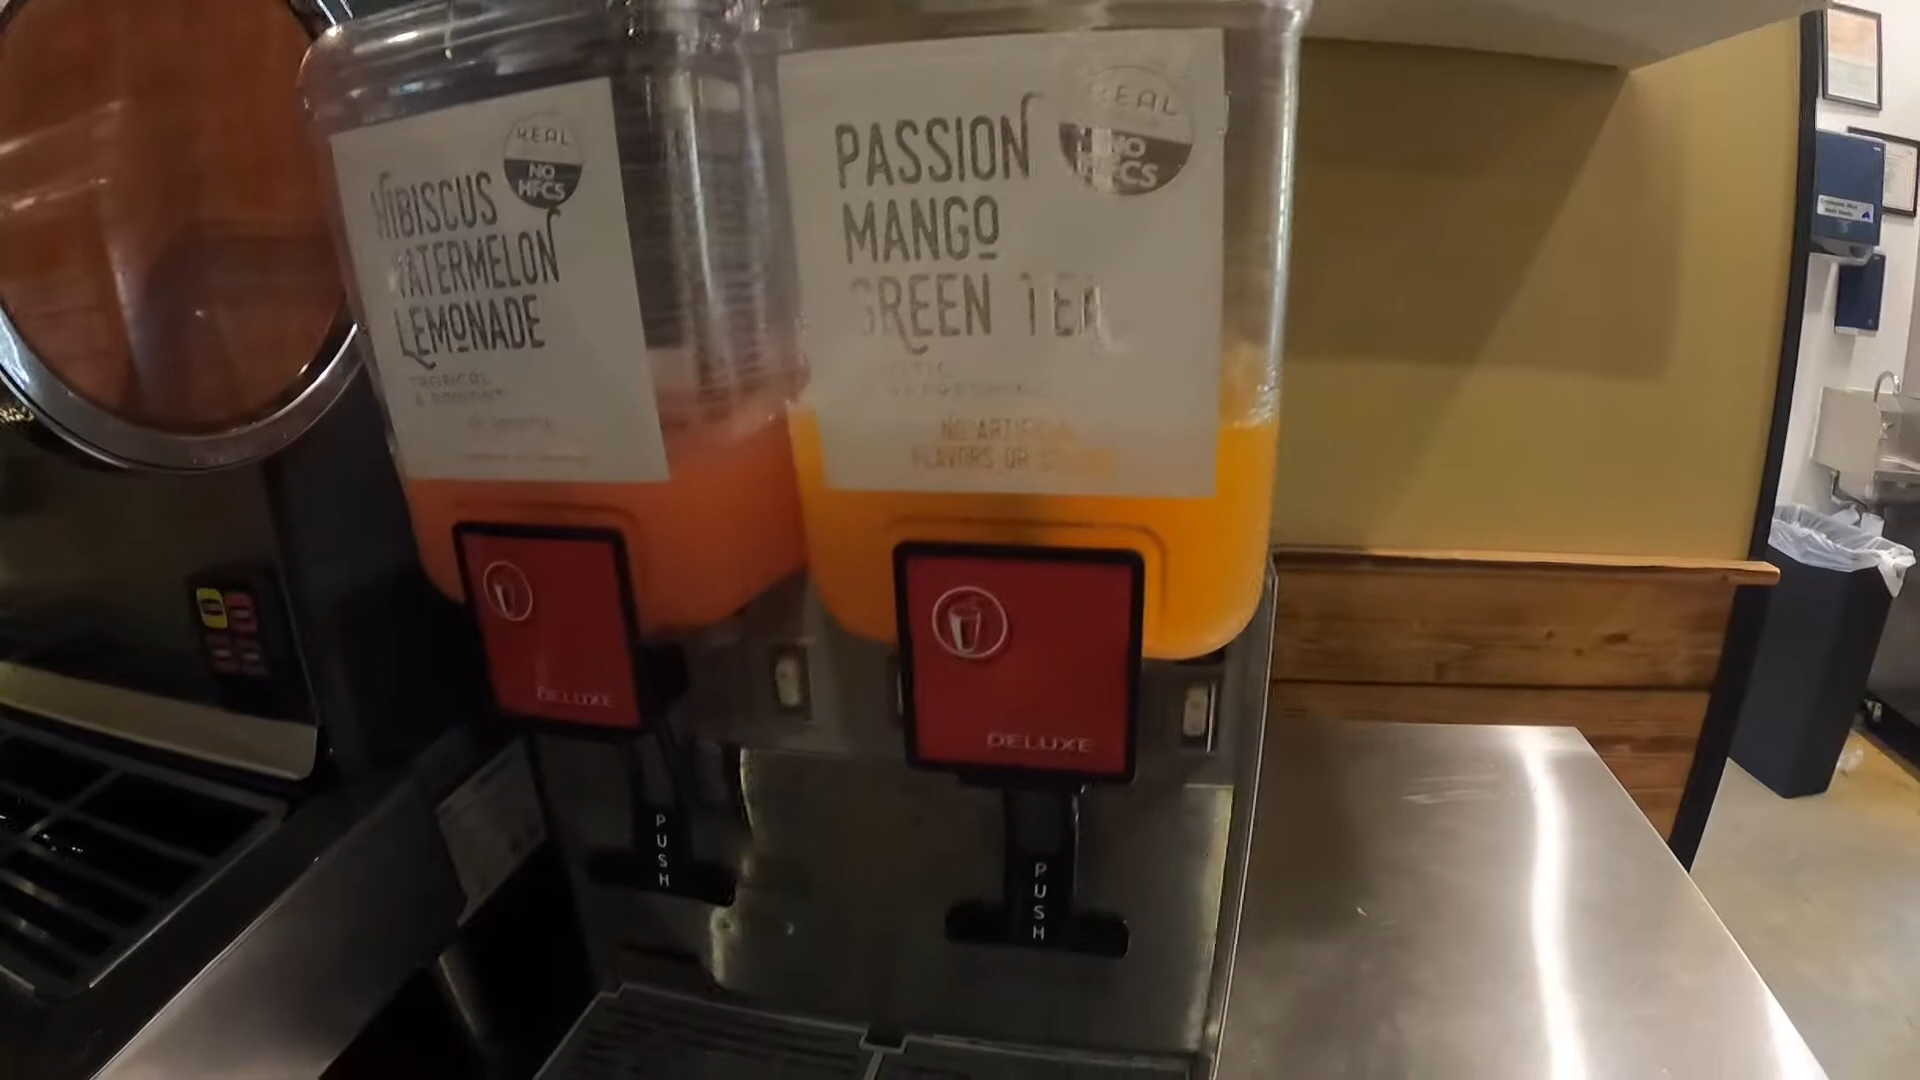 HIBISCUS
WATERMELON
LEMONADE
TROPICAL
REAL
NO
HFCS
PASSION
MANGO
GREEN TEA
NO ARTIFICIAL
FLAVORS OR
REAL
NO
HFCS
DELUXE
DELUXE
PUSH
PUSH